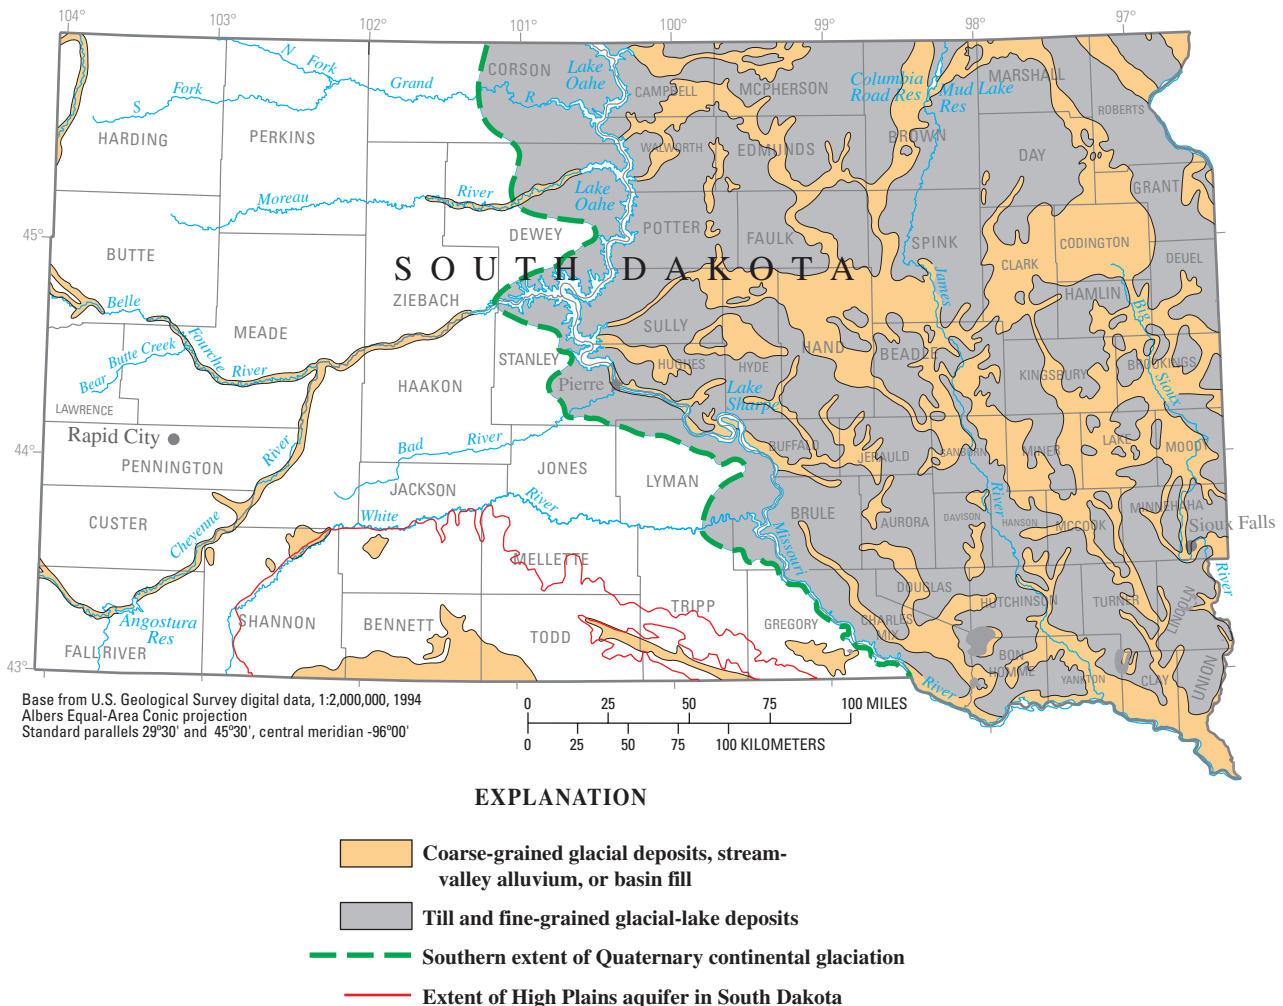 104°
103°
102°
101°
100°
99°
98°
97°
N
Fork
CORSON
Lake
Oahe
Columbia
Road Res
Mud Lake
Res
MARSHALL
S
Fork
Grand
R
CAMPBELL
MCPHERSON
ROBERTS
HARDING
PERKINS
WALWORTH
EDMUNDS
BROWN
DAY
Moreau
River
Lake
Oahe
GRANT
45°
BUTTE
DEWEY
POTTER
FAULK
SPINK
CLARK
CODINGTON
DEUEL
SOUTH DAKOTA
ZIEBACH
James
HAMLIN
Big
Belle
Fourche
River
MEADE
SULLY
HAND
BEADLE
Butte Creek
Bear
STANLEY
HUGHES
HYDE
KINGSBURY
BROOKINGS
Sioux
LAWRENCE
HAAKON
Pierre
Lake
Sharpe
Rapid City
44°
PENNINGTON
River
Bad
River
JONES
LYMAN
BUFFALO
JERAULD
SANBORN
MINER
LAKE
MOODY
JACKSON
River
CUSTER
Cheyenne
White
River
BRULE
AURORA
DAVISON
HANSON
MCCOOK
MINNEHAHA
Sioux Falls
Missouri
MELLETTE
River
DOUGLAS
HUTCHINSON
TURNER
LINCOLN
Angostura
Res
SHANNON
BENNETT
TODD
TRIPP
GREGORY
CHARLES
MIX
43°
FALL RIVER
BON
HOMME
YANKTON
CLAY
UNION
River
Base from U.S. Geological Survey digital data, 1:2,000,000, 1994
Albers Equal-Area Conic projection
Standard parallels 29°30' and 45°30', central meridian -96°00'
0 25 50 75 100 MILES
0 25 50 75 100 KILOMETERS
EXPLANATION
Coarse-grained glacial deposits, stream-
valley alluvium, or basin fill
Till and fine-grained glacial-lake deposits
Southern extent of Quaternary continental glaciation
Extent of High Plains aquifer in South Dakota